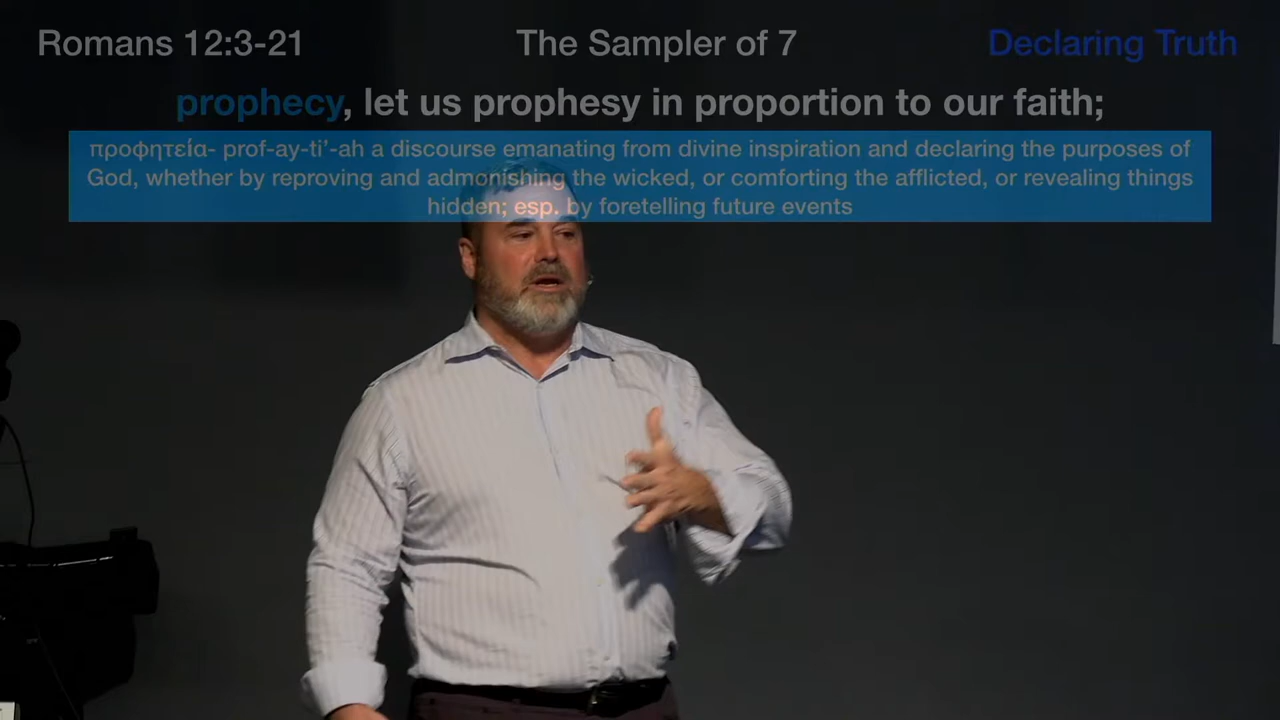 Romans 12:3-21 The Sampler of 7 Declaring Truth
prophecy, let us prophesy in proportion to our faith;
προφητεία- prof-ay-ti’-ah a discourse emanating from divine inspiration and declaring the purposes of
God, whether by reproving and admonishing the wicked, or comforting the afflicted, or revealing things
hidden; esp. by foretelling future events